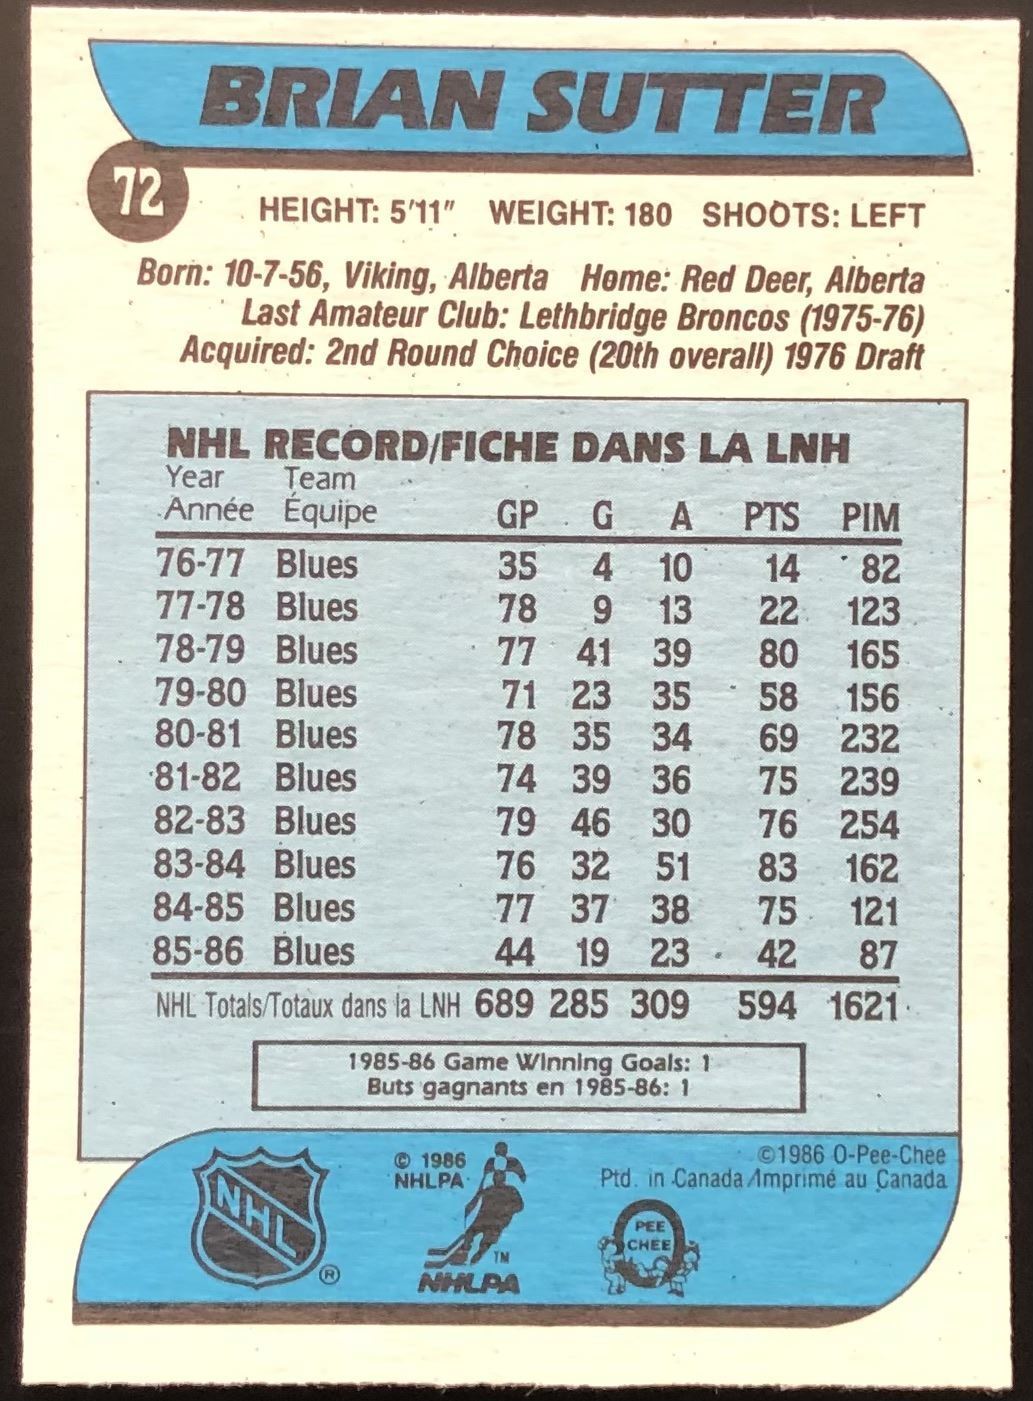 BRIAN SUTTER
72
HEIGHT: 5'11" WEIGHT: 180 SHOOTS: LEFT
Born: 10-7-56, Viking, Alberta Home: Red Deer, Alberta
Last Amateur Club: Lethbridge Broncos (1975-76)
Acquired: 2nd Round Choice (20th overall) 1976 Draft
NHL RECORD/FICHE DANS LA LNH
Year Team
Année Équipe GP G A PTS PIM
76-77 Blues 35 4 10 14 82
77-78 Blues 78 9 13 22 123
78-79 Blues 77 41 39 80 165
79-80 Blues 71 23 35 58 156
80-81 Blues 78 35 34 69 232
81-82 Blues 74 39 36 75 239
82-83 Blues 79 46 30 76 254
83-84 Blues 76 32 51 83 162
84-85 Blues 77 37 38 75 121
85-86 Blues 44 19 23 42 87
NHL Totals/Totaux dans la LNH 689 285 309 594 1621
1985-86 Game Winning Goals: 1
Buts gagnants en 1985-86: 1
NHL ®
© 1986
NHLPA
TM
NHLPA
©1986 O-Pee-Chee
Ptd. in Canada/Imprimé au Canada
PEE
CHEE